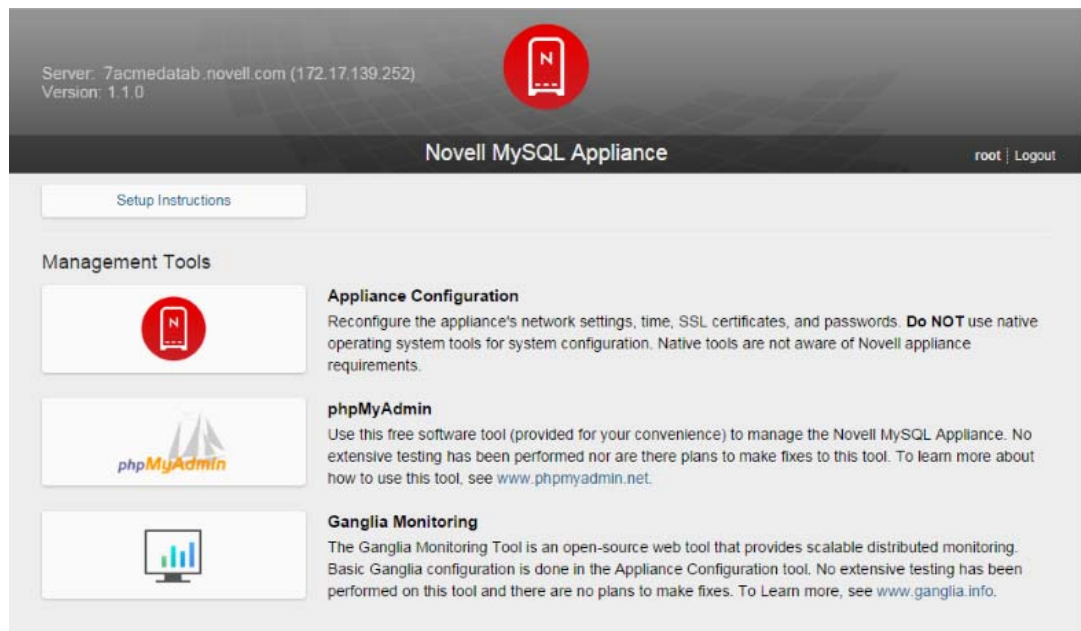 Server: 7acmedatab.novell.com (172.17.139.252)
Version: 1.1.0
N
Novell MySQL Appliance
root | Logout
Setup Instructions
Management Tools
N
Appliance Configuration
Reconfigure the appliance's network settings, time, SSL certificates, and passwords. Do NOT use native
operating system tools for system configuration. Native tools are not aware of Novell appliance
requirements.
phpMyAdmin
phpMyAdmin
Use this free software tool (provided for your convenience) to manage the Novell MySQL Appliance. No
extensive testing has been performed nor are there plans to make fixes to this tool. To learn more about
how to use this tool, see www.phpmyadmin.net.
Ganglia Monitoring
The Ganglia Monitoring Tool is an open-source web tool that provides scalable distributed monitoring.
Basic Ganglia configuration is done in the Appliance Configuration tool. No extensive testing has been
performed on this tool and there are no plans to make fixes. To Learn more, see www.ganglia.info.